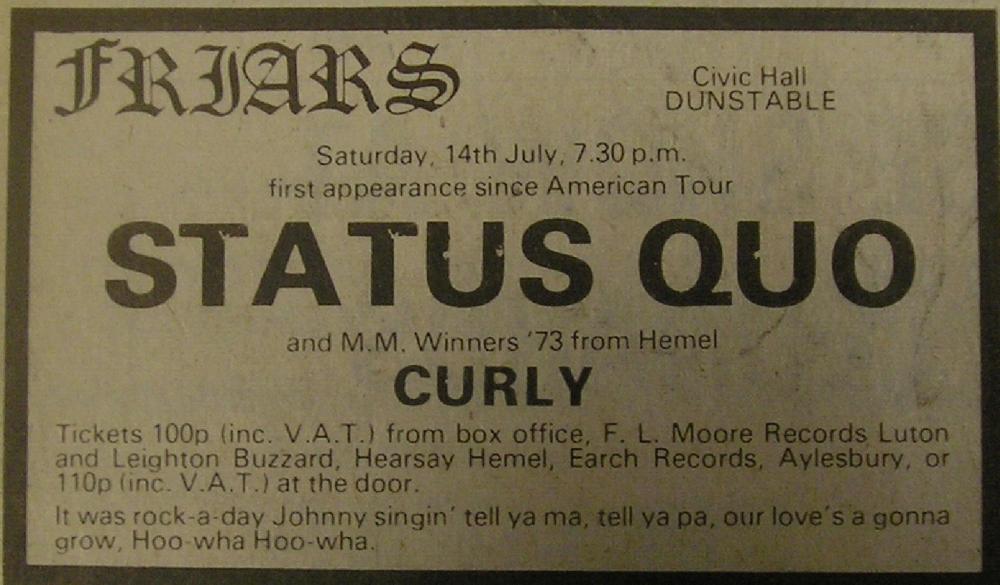 FRIARS
Civic Hall
DUNSTABLE
Saturday, 14th July, 7.30 p.m.
first appearance since American Tour
STATUS QUO
and M.M. Winners '73 from Hemel
CURLY
Tickets 100p (inc. V.A.T.) from box office, F. L. Moore Records Luton
and Leighton Buzzard, Hearsay Hemel, Earch Records, Aylesbury, or
110p (inc. V.A.T.) at the door.
It was rock-a-day Johnny singin' tell ya ma, tell ya pa, our love's a gonna
grow, Hoo-wha Hoo-wha.